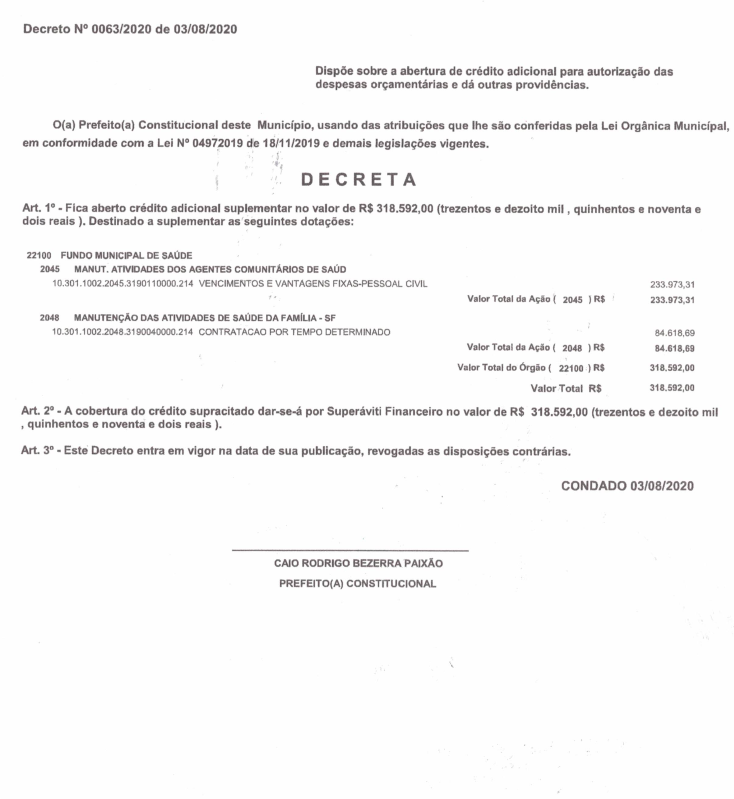 Decreto Nº 0063/2020 de 03/08/2020
Dispõe sobre a abertura de crédito adicional para autorização das
despesas orçamentárias e dá outras providências.
O(a) Prefeito(a) Constitucional deste Município, usando das atribuições que lhe são conferidas pela Lei Orgânica Municípal,
em conformidade com a Lei Nº 04972019 de 18/11/2019 e demais legislações vigentes.
DECRETA
Art. 1º - Fica aberto crédito adicional suplementar no valor de R$ 318.592,00 (trezentos e dezoito mil , quinhentos e noventa e
dois reais ). Destinado a suplementar as seguintes dotações:
22100 FUNDO MUNICIPAL DE SAÚDE
2045 MANUT. ATIVIDADES DOS AGENTES COMUNITÁRIOS DE SAÚD
10.301.1002.2045.3190110000.214 VENCIMENTOS E VANTAGENS FIXAS-PESSOAL CIVIL 233.973,31
Valor Total da Ação ( 2045 ) R$ 233.973,31
2048 MANUTENÇÃO DAS ATIVIDADES DE SAÚDE DA FAMÍLIA - SF
10.301.1002.2048.3190040000.214 CONTRATACAO POR TEMPO DETERMINADO 84.618,69
Valor Total da Ação ( 2048 ) R$ 84.618,69
Valor Total do Órgão ( 22100 ) R$ 318.592,00
Valor Total R$ 318.592,00
Art. 2º - A cobertura do crédito supracitado dar-se-á por Superáviti Financeiro no valor de R$ 318.592,00 (trezentos e dezoito mil
, quinhentos e noventa e dois reais ).
Art. 3º - Este Decreto entra em vigor na data de sua publicação, revogadas as disposições contrárias.
CONDADO 03/08/2020
CAIO RODRIGO BEZERRA PAIXÃO
PREFEITO(A) CONSTITUCIONAL